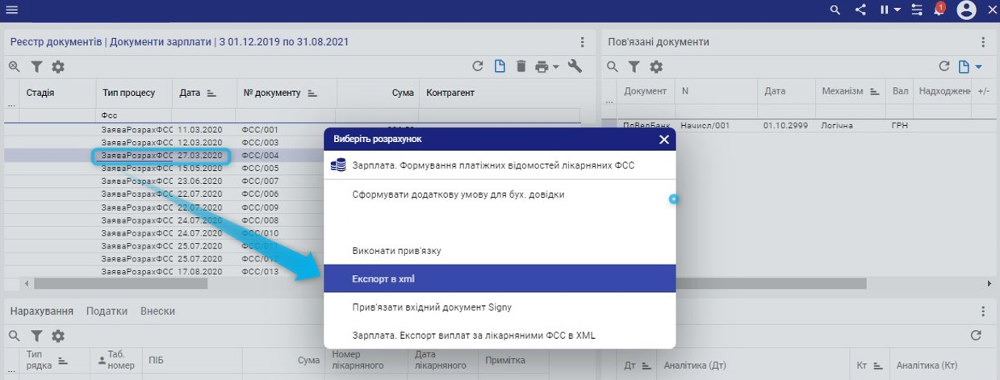 1
Реєстр документів | Документи зарплати | З 01.12.2019 по 31.08.2021
Пов'язані документи
Стадія Тип процесу Дата № документу Сума Контрагент
Документ N Дата Механізм Вал Надходженн +/-
...
...
Фсс
ЗаяваРозрахФСС 11.03.2020 ФСС/001
ПлВедБанк Начисл/001 01.10.2999 Логічна ГРН
ЗаяваРозрахФСС 12.03.2020 ФСС/003
ЗаяваРозрахФСС 27.03.2020 ФСС/004
ЗаяваРозрахФСС 15.05.2020 ФСС/005
ЗаяваРозрахФСС 23.06.2020 ФСС/007
ЗаяваРозрахФСС 22.07.2020 ФСС/006
ЗаяваРозрахФСС 22.07.2020 ФСС/009
ЗаяваРозрахФСС 24.07.2020 ФСС/008
ЗаяваРозрахФСС 24.07.2020 ФСС/010
ЗаяваРозрахФСС 25.07.2020
ЗаяваРозрахФСС 25.07.2020
ЗаяваРозрахФСС 17.08.2020 ФСС/013
Виберіть розрахунок
Зарплата. Формування платіжних відомостей лікарняних ФСС
Сформувати додаткову умову для бух. довідки
Виконати прив'язку
Експорт в xml
Прив'язати вхідний документ Signy
Зарплата. Експорт виплат за лікарняними ФСС в XML
Нарахування Податки Внески
Тип рядка Таб. номер ПІБ Сума Номер лікарняного Дата лікарняного Примітка
...
Дт Аналітика (Дт) Кт Аналітика (Кт)